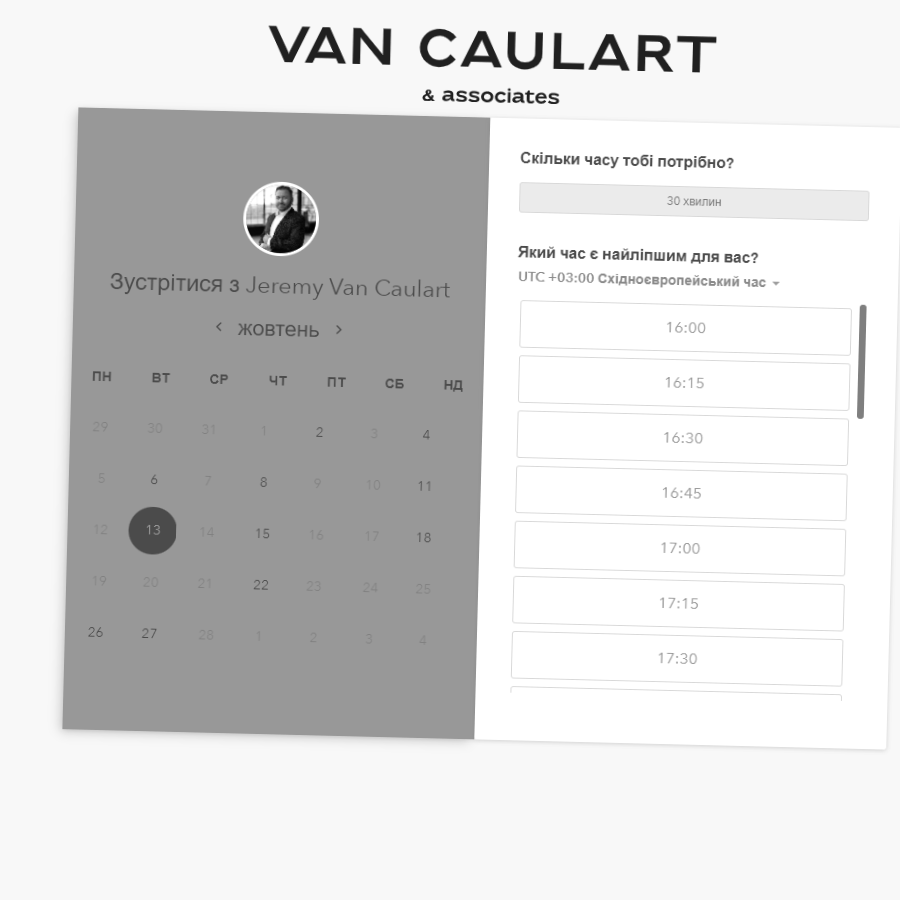 VAN CAULART
& associates
Зустрітися з Jeremy Van Caulart
‹ жовтень ›
ПН ВТ СР ЧТ ПТ СБ НД
29 30 31 1 2 3 4
5 6 7 8 9 10 11
12 13 14 15 16 17 18
19 20 21 22 23 24 25
26 27 28 1 2 3 4
Скільки часу тобі потрібно?
30 хвилин
Який час є найліпшим для вас?
UTC +03:00 Східноєвропейський час
16:00
16:15
16:30
16:45
17:00
17:15
17:30